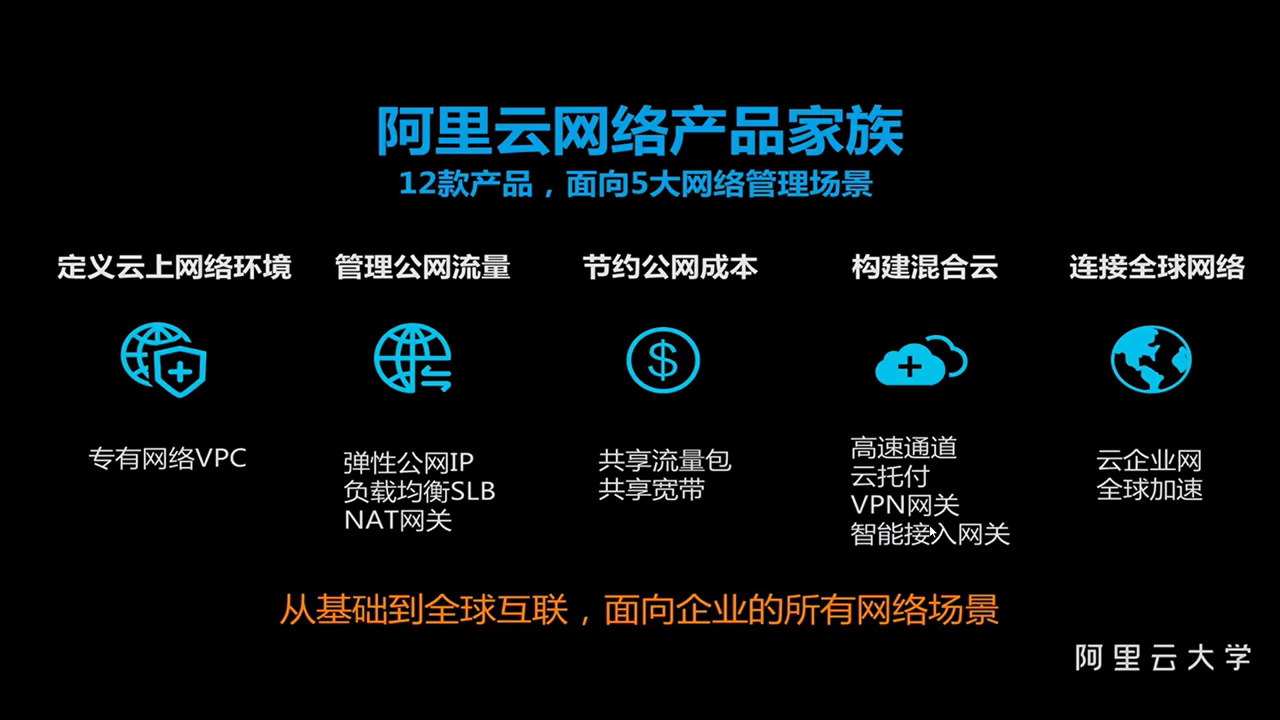 阿里云网络产品家族
12款产品，面向5大网络管理场景
定义云上网络环境
专有网络VPC
管理公网流量
弹性公网IP
负载均衡SLB
NAT网关
节约公网成本
$
共享流量包
共享宽带
构建混合云
高速通道
云托付
VPN网关
智能接入网关
连接全球网络
云企业网
全球加速
从基础到全球互联，面向企业的所有网络场景
阿里云大学